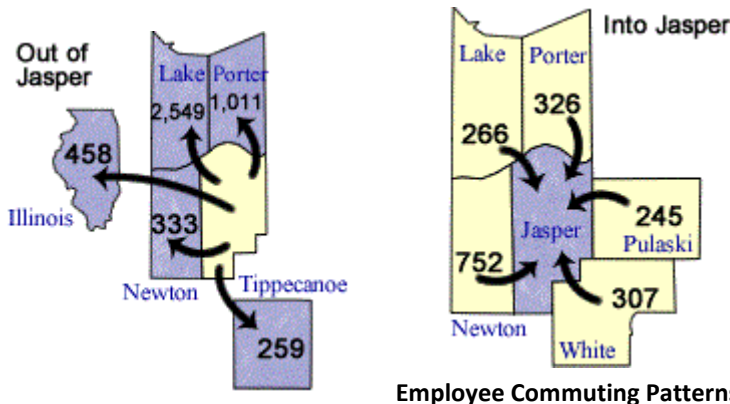 Out of
Jasper
Lake
Porter
2,549
1,011
458
Illinois
333
Newton
Tippecanoe
259
Into Jasper
Lake
Porter
326
266
Jasper
245
Pulaski
752
307
Newton
White
Employee Commuting Patterns